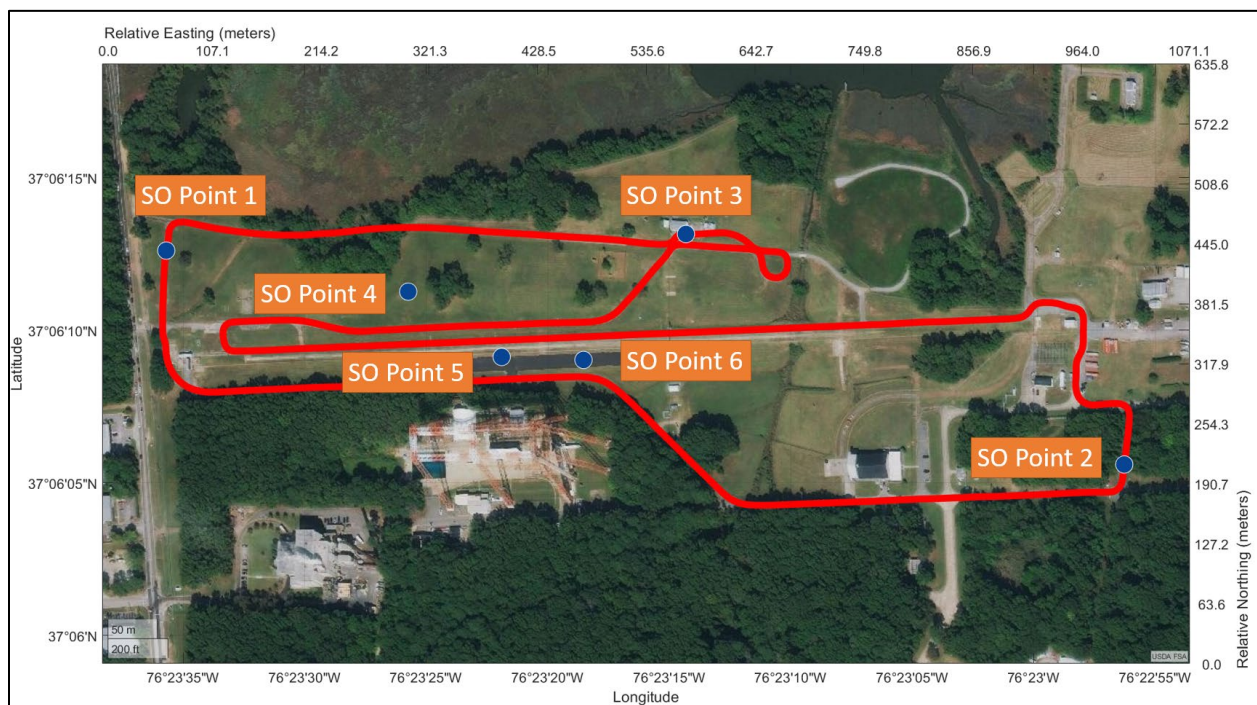 Relative Easting (meters)
0.0 107.1 214.2 321.3 428.5 535.6 642.7 749.8 856.9 964.0 1071.1
635.8
572.2
37°06'15"N
508.6
SO Point 1
SO Point 3
445.0
SO Point 4
381.5
37°06'10"N
SO Point 5
SO Point 6
317.9
Latitude
254.3
SO Point 2
37°06'05"N
190.7
127.2
63.6
37°06'N
50 m
200 ft
0.0
Relative Northing (meters)
USDA FSA
76°23'35"W 76°23'30"W 76°23'25"W 76°23'20"W 76°23'15"W 76°23'10"W 76°23'05"W 76°23'W 76°22'55"W
Longitude